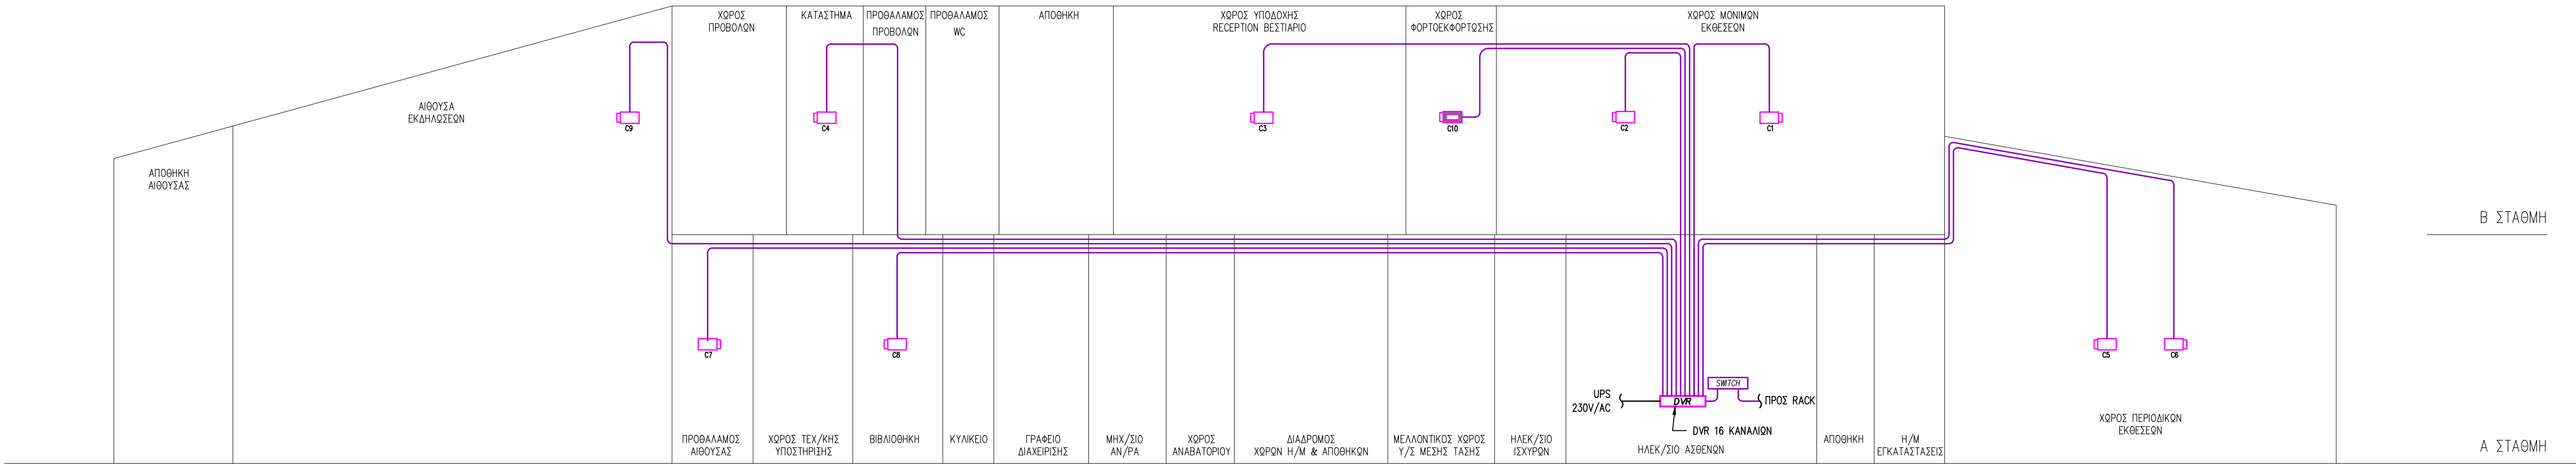 ΧΩΡΟΣ
ΠΡΟΒΟΛΩΝ
ΚΑΤΑΣΤΗΜΑ
ΠΡΟΘΑΛΑΜΟΣ
ΠΡΟΒΟΛΩΝ
ΠΡΟΘΑΛΑΜΟΣ
WC
ΑΠΟΘΗΚΗ
ΧΩΡΟΣ ΥΠΟΔΟΧΗΣ
RECEPTION ΒΕΣΤΙΑΡΙΟ
ΧΩΡΟΣ
ΦΟΡΤΟΕΚΦΟΡΤΩΣΗΣ
ΧΩΡΟΣ ΜΟΝΙΜΩΝ
ΕΚΘΕΣΕΩΝ
ΑΙΘΟΥΣΑ
ΕΚΔΗΛΩΣΕΩΝ
C9
C4
C3
C10
C2
C1
ΑΠΟΘΗΚΗ
ΑΙΘΟΥΣΑΣ
Β ΣΤΑΘΜΗ
C7
C8
C5
C6
SWITCH
UPS
230V/AC
DVR
ΠΡΟΣ RACK
DVR 16 ΚΑΝΑΛΙΩΝ
ΧΩΡΟΣ ΠΕΡΙΟΔΙΚΩΝ
ΕΚΘΕΣΕΩΝ
ΠΡΟΘΑΛΑΜΟΣ
ΑΙΘΟΥΣΑΣ
ΧΩΡΟΣ ΤΕΧ/ΚΗΣ
ΥΠΟΣΤΗΡΙΞΗΣ
ΒΙΒΛΙΟΘΗΚΗ
ΚΥΛΙΚΕΙΟ
ΓΡΑΦΕΙΟ
ΔΙΑΧΕΙΡΙΣΗΣ
ΜΗΧ/ΣΙΟ
ΑΝ/ΡΑ
ΧΩΡΟΣ
ΑΝΑΒΑΤΟΡΙΟΥ
ΔΙΑΔΡΟΜΟΣ
ΧΩΡΩΝ Η/Μ & ΑΠΟΘΗΚΩΝ
ΜΕΛΛΟΝΤΙΚΟΣ ΧΩΡΟΣ
Υ/Σ ΜΕΣΗΣ ΤΑΣΗΣ
ΗΛΕΚ/ΣΙΟ
ΙΣΧΥΡΩΝ
ΗΛΕΚ/ΣΙΟ ΑΣΘΕΝΩΝ
ΑΠΟΘΗΚΗ
Η/Μ
ΕΓΚΑΤΑΣΤΑΣΕΙΣ
Α ΣΤΑΘΜΗ